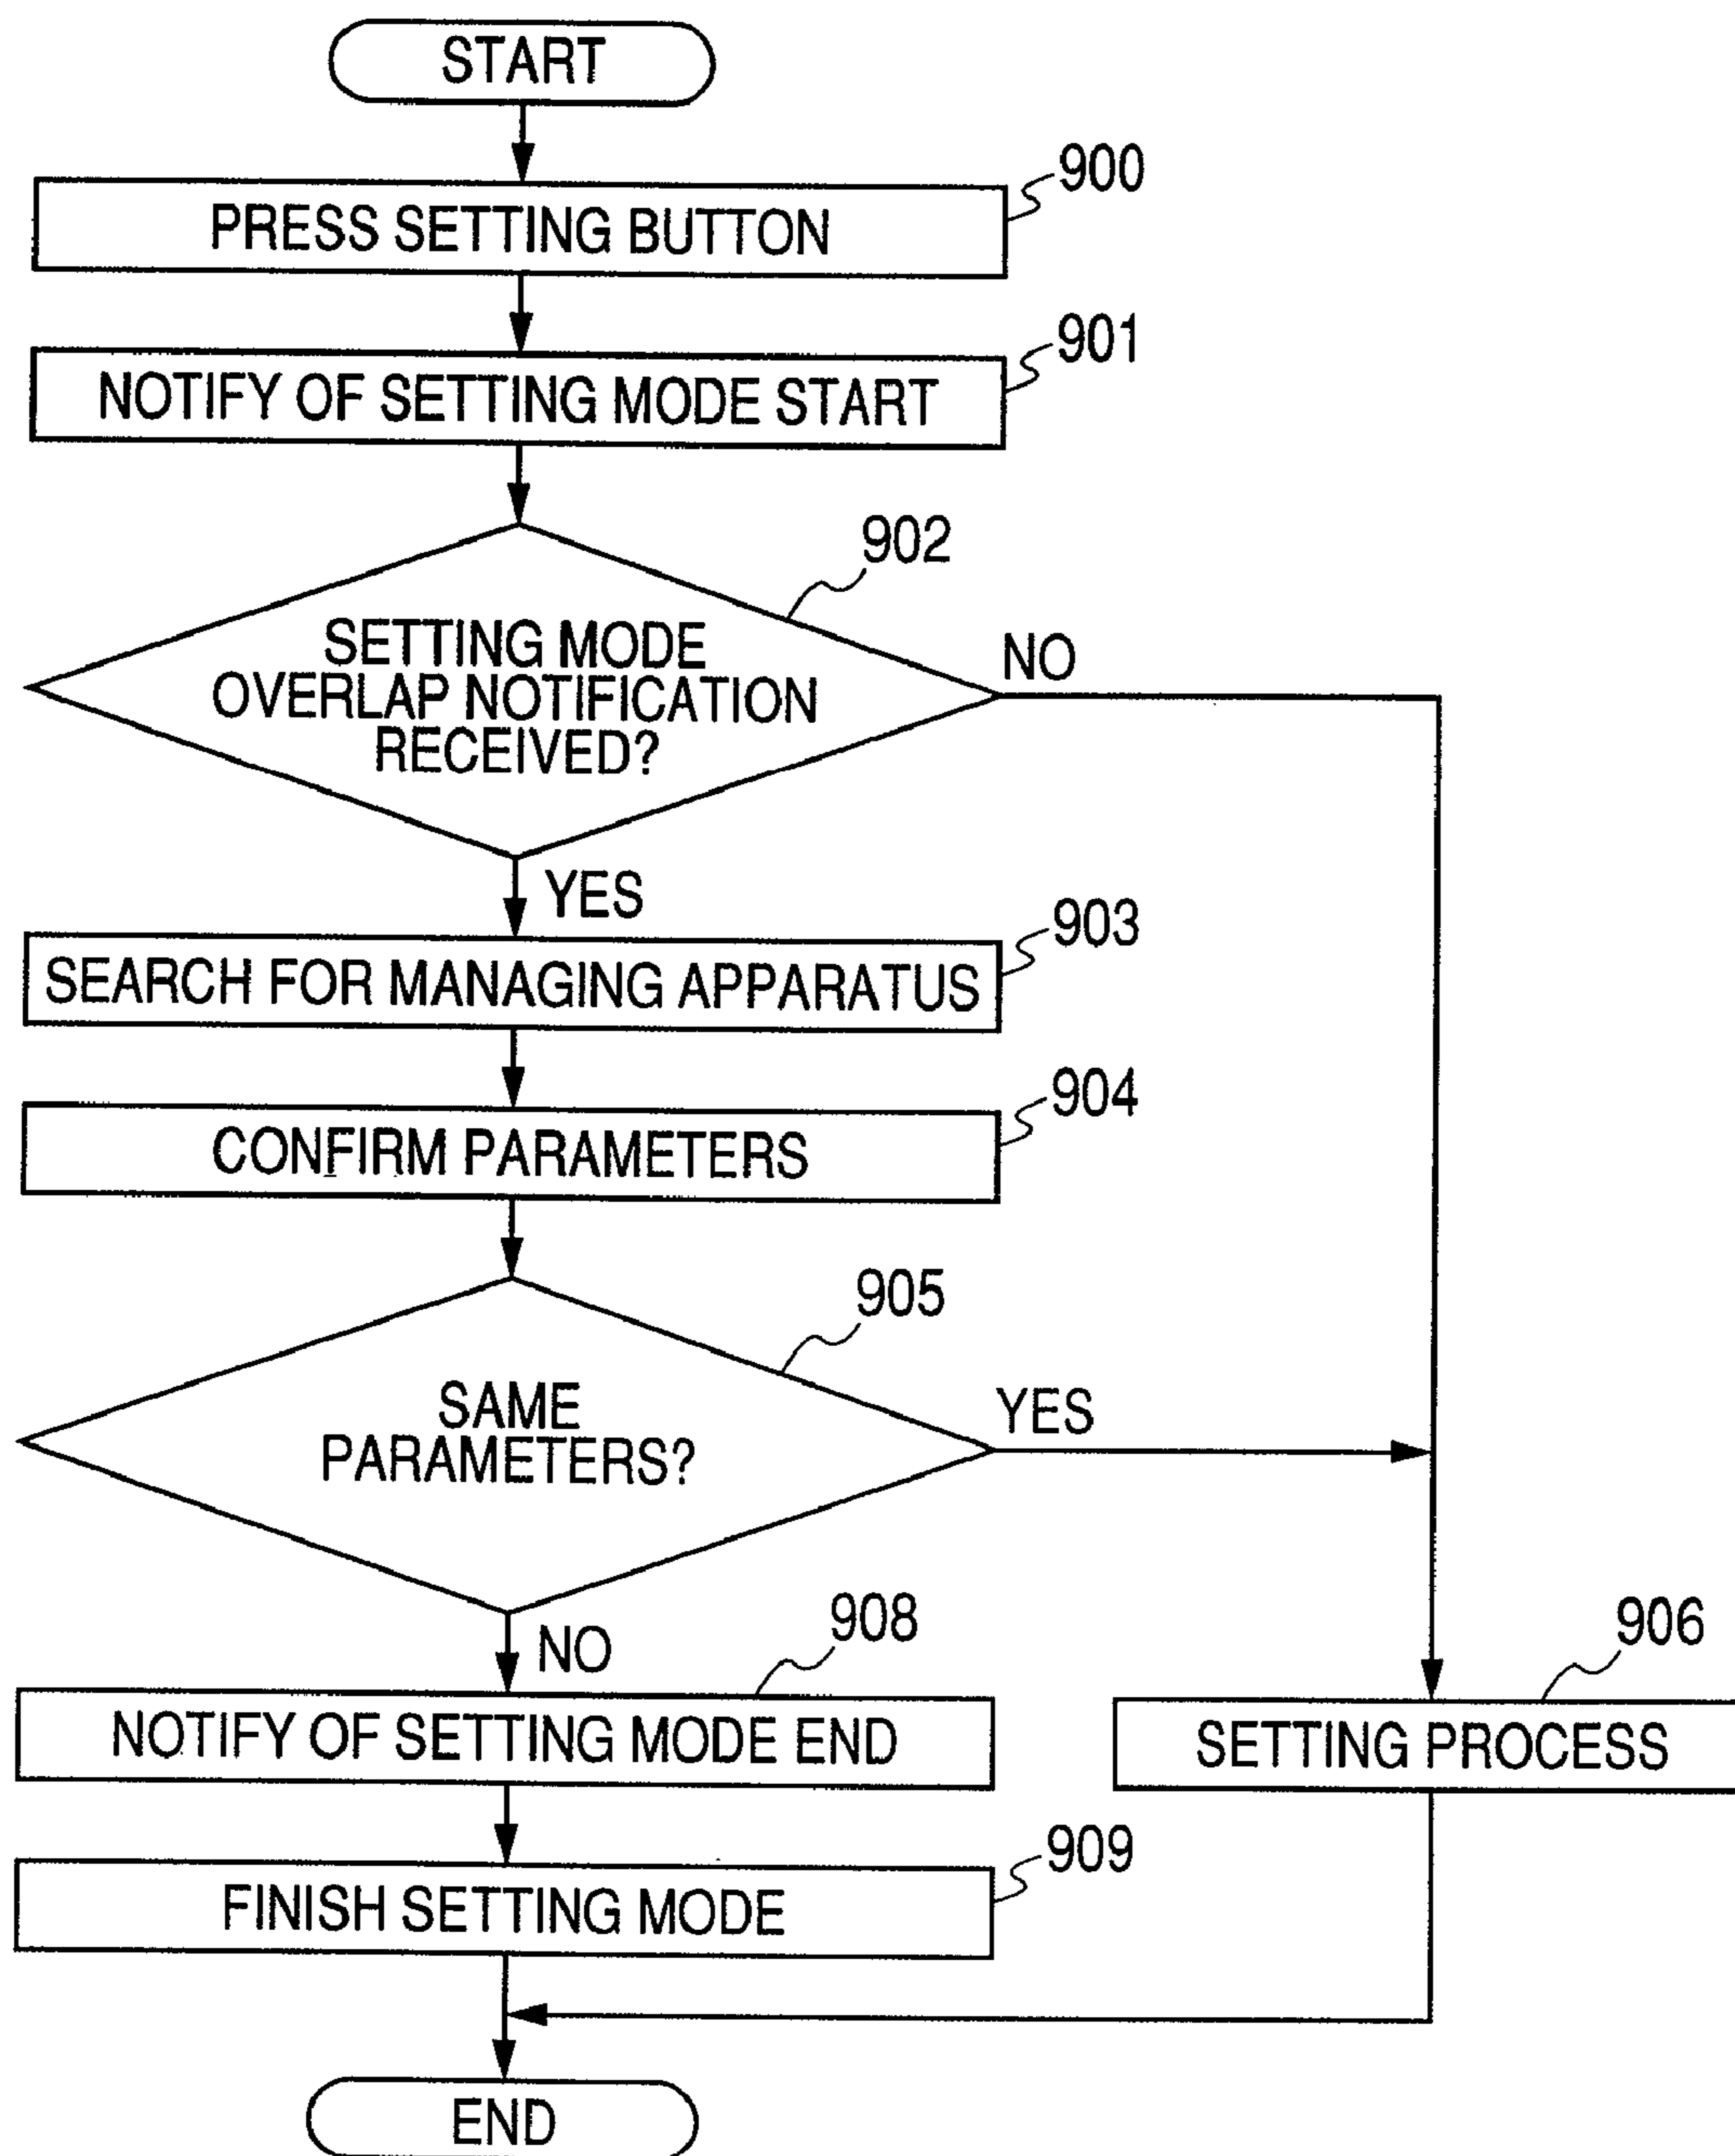 START
PRESS SETTING BUTTON
900
NOTIFY OF SETTING MODE START
901
902
SETTING MODE
OVERLAP NOTIFICATION
RECEIVED?
NO
YES
SEARCH FOR MANAGING APPARATUS
903
CONFIRM PARAMETERS
904
905
SAME
PARAMETERS?
YES
NO
908
NOTIFY OF SETTING MODE END
906
SETTING PROCESS
FINISH SETTING MODE
909
END